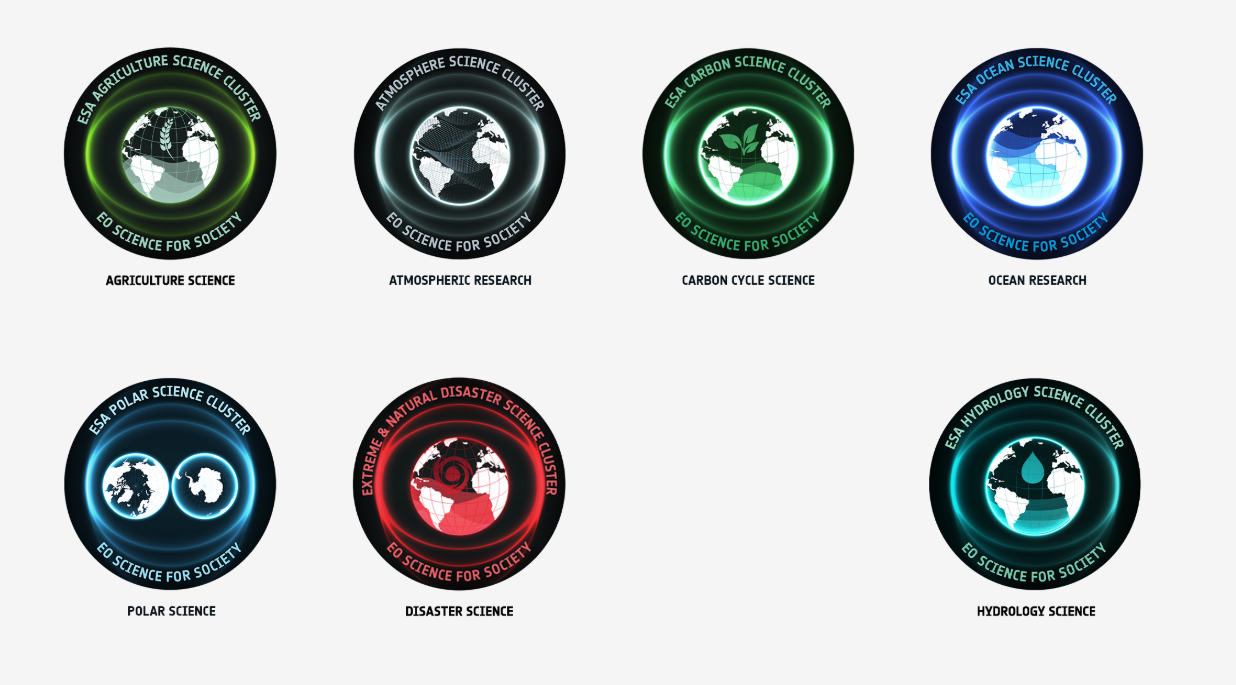 ESA AGRICULTURE SCIENCE CLUSTER
EO SCIENCE FOR SOCIETY
AGRICULTURE SCIENCE
ATMOSPHERE SCIENCE CLUSTER
EO SCIENCE FOR SOCIETY
ATMOSPHERIC RESEARCH
ESA CARBON SCIENCE CLUSTER
EO SCIENCE FOR SOCIETY
CARBON CYCLE SCIENCE
ESA OCEAN SCIENCE CLUSTER
EO SCIENCE FOR SOCIETY
OCEAN RESEARCH
ESA POLAR SCIENCE CLUSTER
EO SCIENCE FOR SOCIETY
POLAR SCIENCE
EXTREME & NATURAL DISASTER SCIENCE CLUSTER
EO SCIENCE FOR SOCIETY
DISASTER SCIENCE
ESA HYDROLOGY SCIENCE CLUSTER
EO SCIENCE FOR SOCIETY
HYDROLOGY SCIENCE